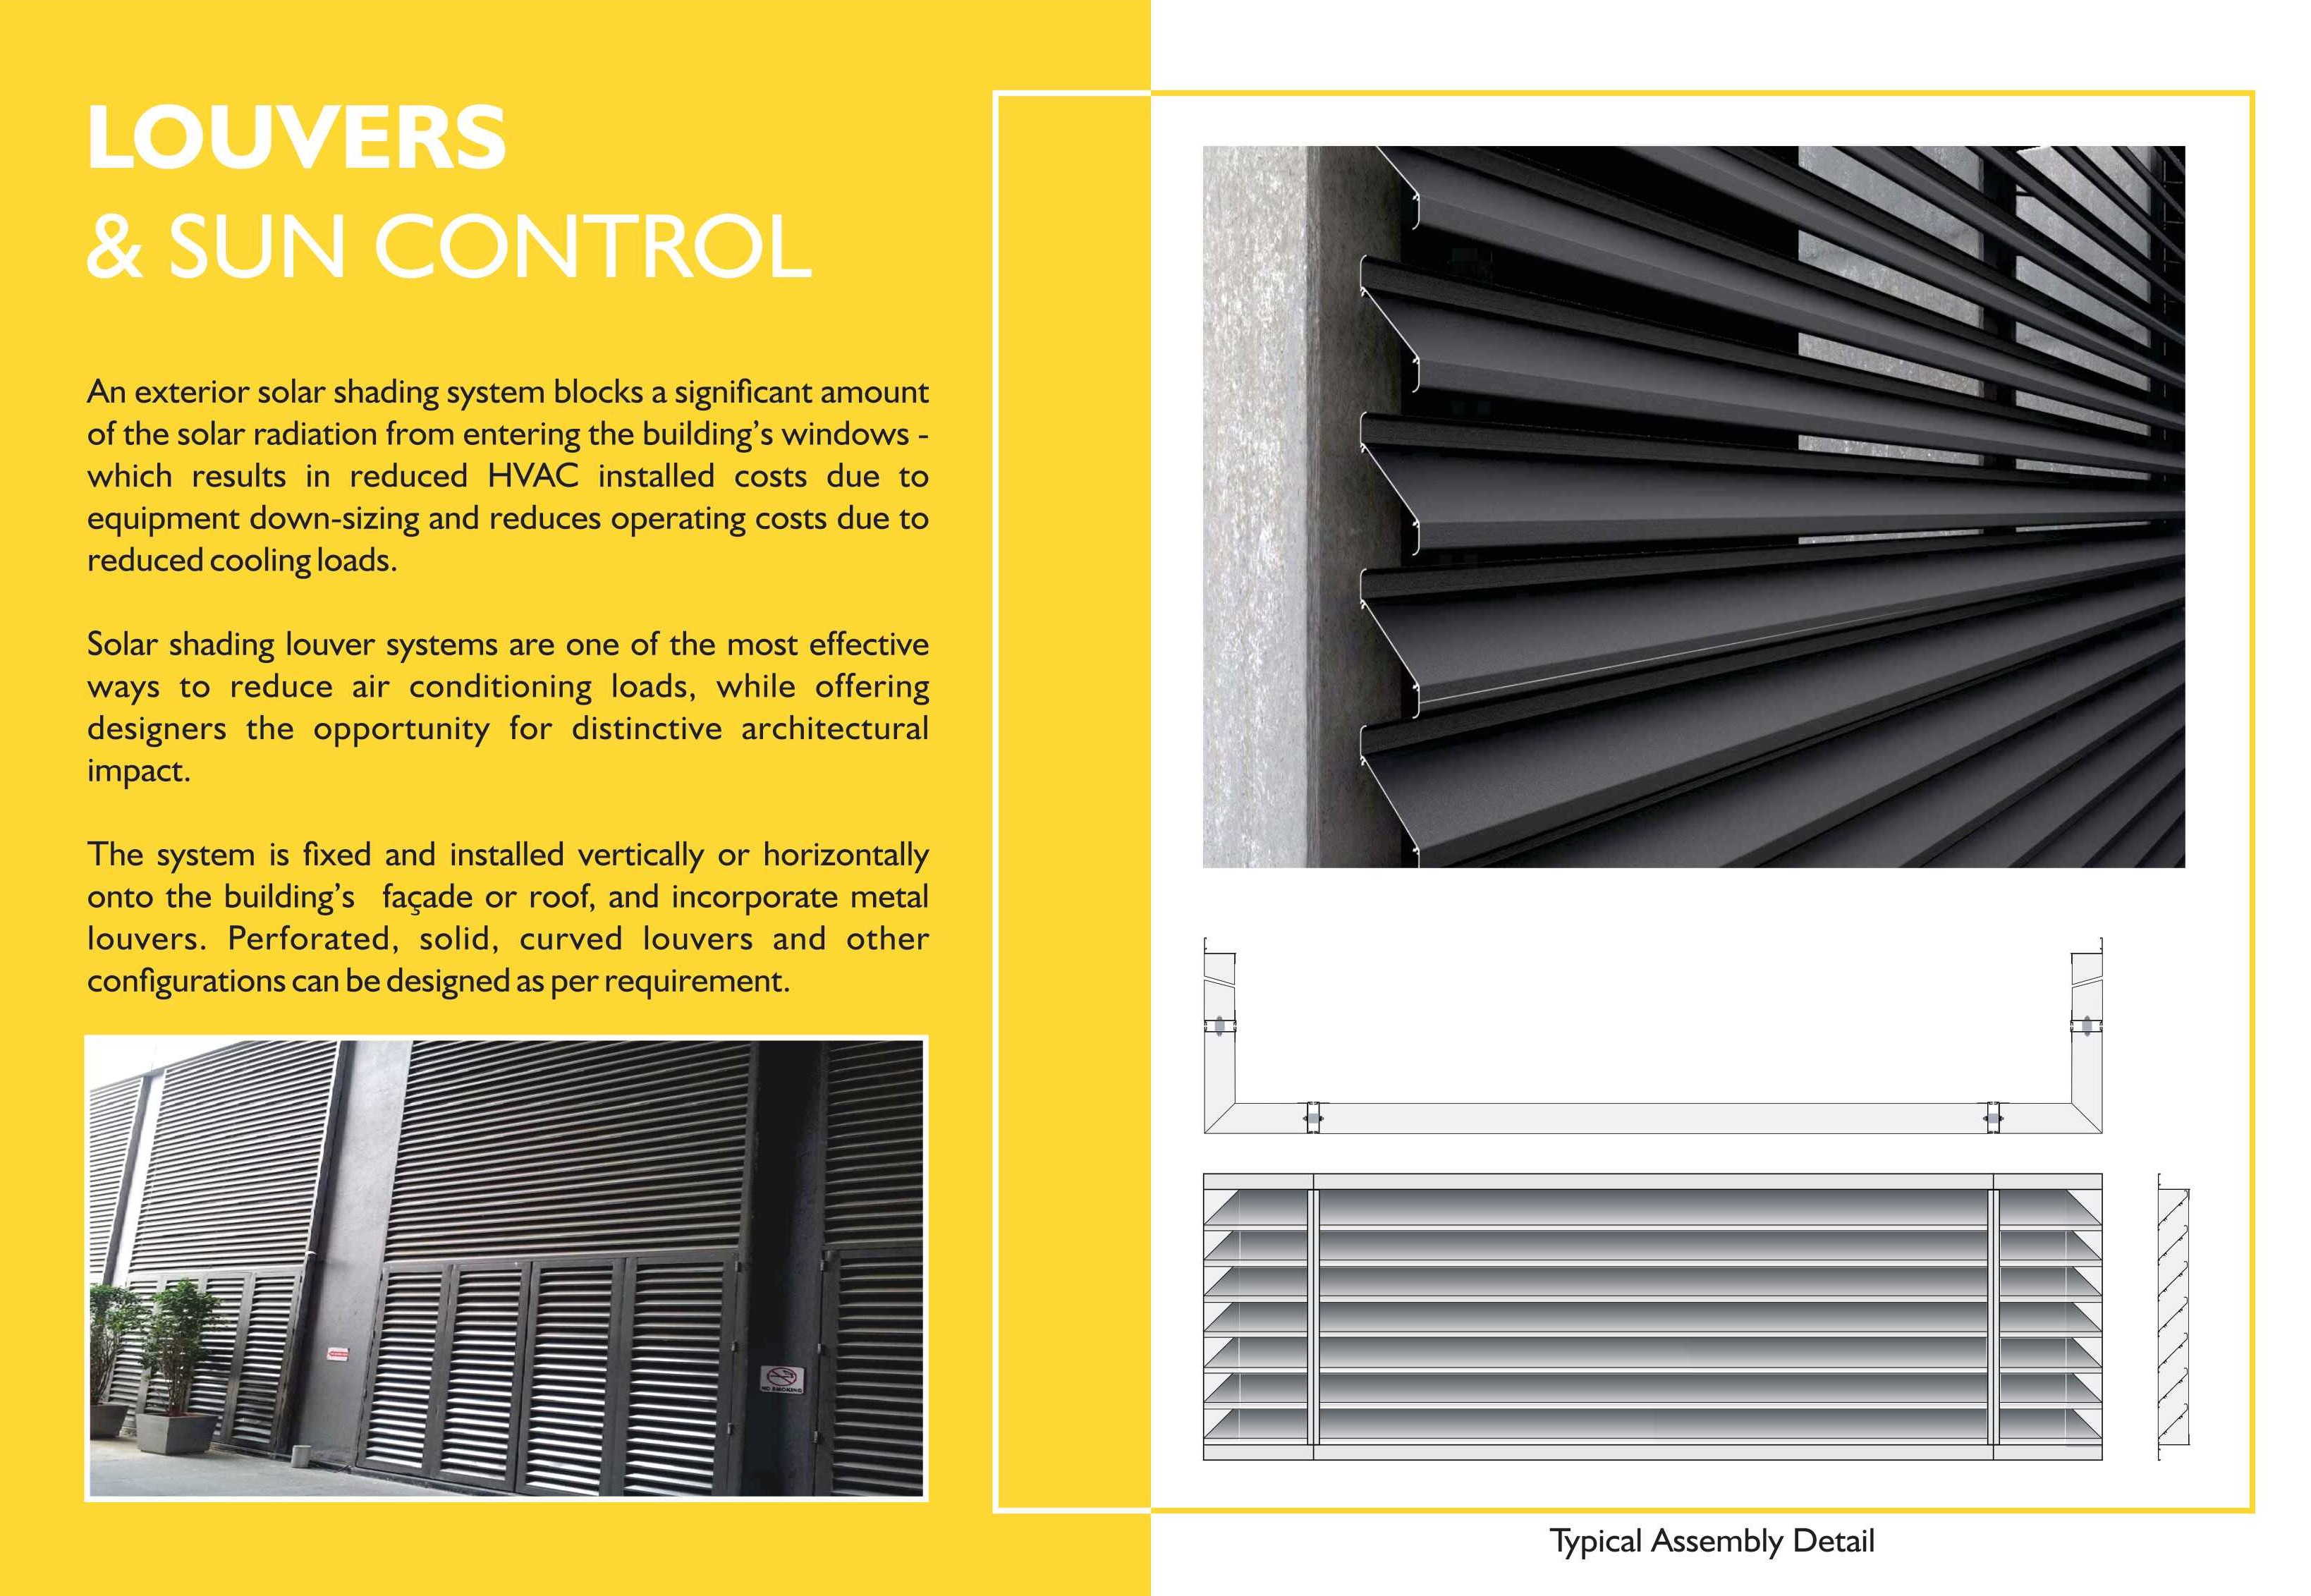 LOUVERS
& SUN CONTROL
An exterior solar shading system blocks a significant amount
of the solar radiation from entering the building's windows -
which results in reduced HVAC installed costs due to
equipment down-sizing and reduces operating costs due to
reduced cooling loads.
Solar shading louver systems are one of the most effective
ways to reduce air conditioning loads, while offering
designers the opportunity for distinctive architectural
impact.
The system is fixed and installed vertically or horizontally
onto the building's façade or roof, and incorporate metal
louvers. Perforated, solid, curved louvers and other
configurations can be designed as per requirement.
NO SMOKING
Typical Assembly Detail